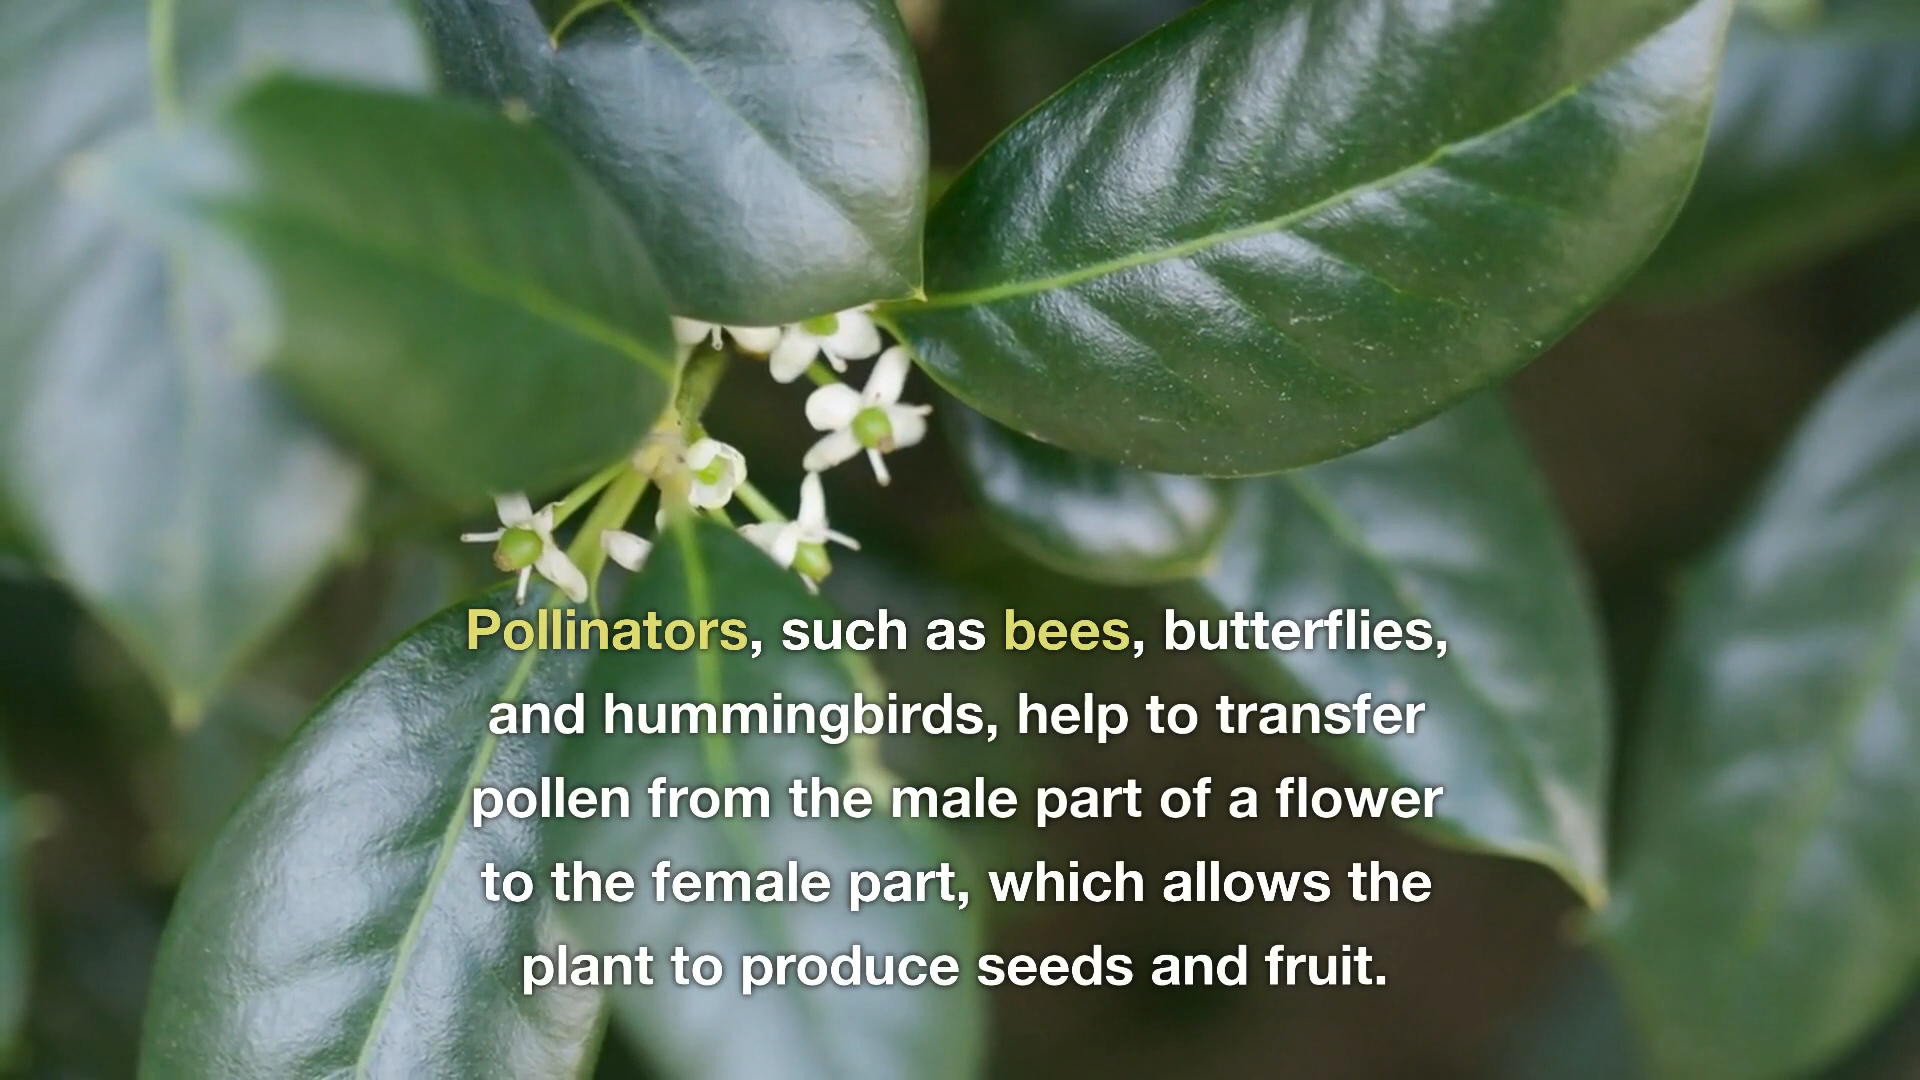 Pollinators, such as bees, butterflies,
and hummingbirds, help to transfer
pollen from the male part of a flower
to the female part, which allows the
plant to produce seeds and fruit.